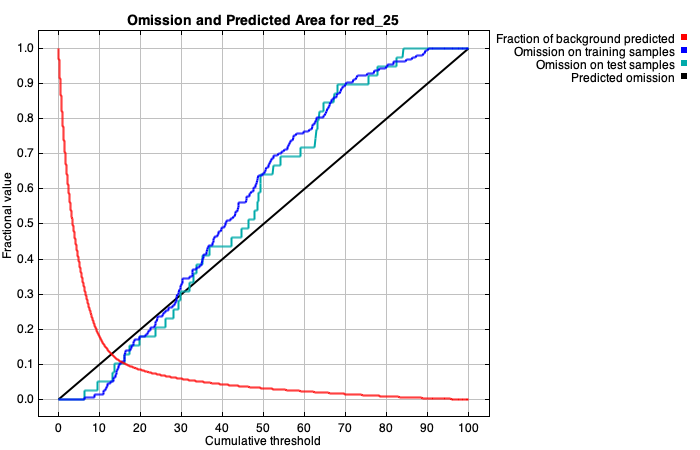 Omission and Predicted Area for red_25
Fraction of background predicted
Omission on training samples
Omission on test samples
Predicted omission
Fractional value
1.0
0.9
0.8
0.7
0.6
0.5
0.4
0.3
0.2
0.1
0.0
0 10 20 30 40 50 60 70 80 90 100
Cumulative threshold